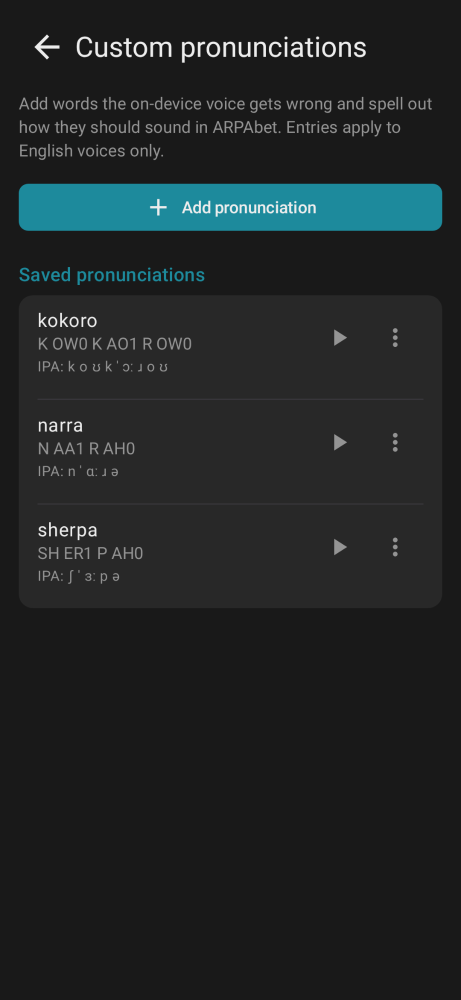 Custom pronunciations
Add words the on-device voice gets wrong and spell out
how they should sound in ARPAbet. Entries apply to
English voices only.
Add pronunciation
Saved pronunciations
kokoro
K OW0 K AO1 R OW0
IPA: k o ʊ k ˈ ɔː ɹ o ʊ
narra
N AA1 R AH0
IPA: n ˈ ɑː ɹ ə
sherpa
SH ER1 P AH0
IPA: ʃ ˈ ɜː p ə